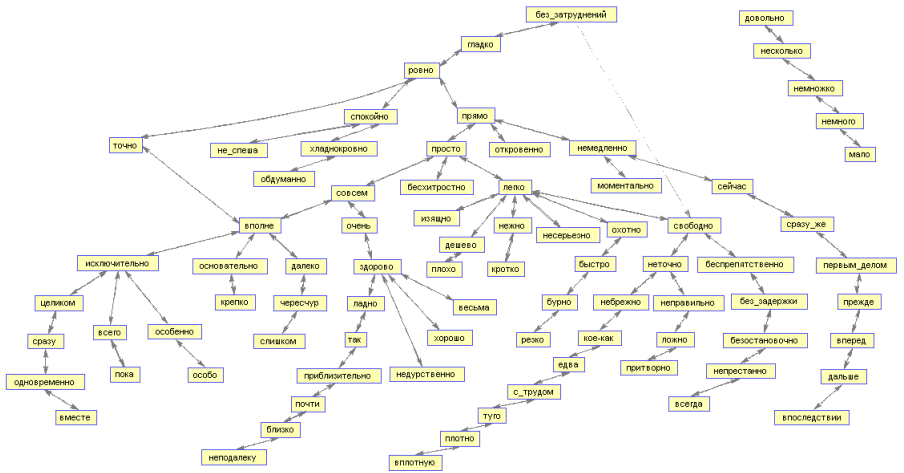 без_затруднений
довольно
гладко
несколько
ровно
немножко
спокойно
прямо
немного
точно
не_спеша
хладнокровно
просто
откровенно
немедленно
мало
обдуманно
совсем
бесхитростно
легко
моментально
сейчас
вполне
очень
изящно
нежно
несерьезно
охотно
свободно
сразу_же
дешево
исключительно
основательно
далеко
здорово
плохо
кротко
быстро
неточно
беспрепятственно
первым_делом
целиком
крепко
чересчур
ладно
весьма
бурно
небрежно
неправильно
без_задержки
прежде
сразу
всего
особенно
слишком
так
хорошо
резко
кое-как
ложно
безостановочно
вперед
одновременно
пока
особо
приблизительно
недурственно
едва
притворно
непрестанно
дальше
вместе
почти
с_трудом
всегда
впоследствии
близко
туго
неподалеку
плотно
вплотную